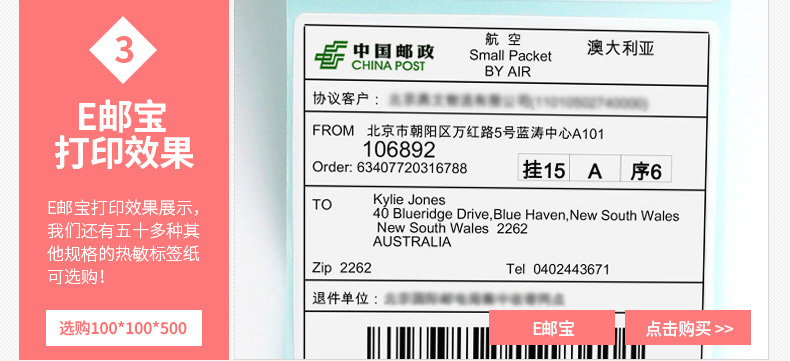 3
E邮宝
打印效果
E邮宝打印效果展示，
我们还有五十多种其
他规格的热敏标签纸
可选购！
选购100*100*500
中国邮政
CHINA POST
航 空
Small Packet
BY AIR
澳大利亚
协议客户：
FROM 北京市朝阳区万红路5号蓝涛中心A101
106892
Order: 63407720316788
挂15 A 序6
TO Kylie Jones
40 Blueridge Drive,Blue Haven,New South Wales
New South Wales 2262
AUSTRALIA
Zip 2262 Tel 0402443671
退件单位：
E邮宝
点击购买 >>